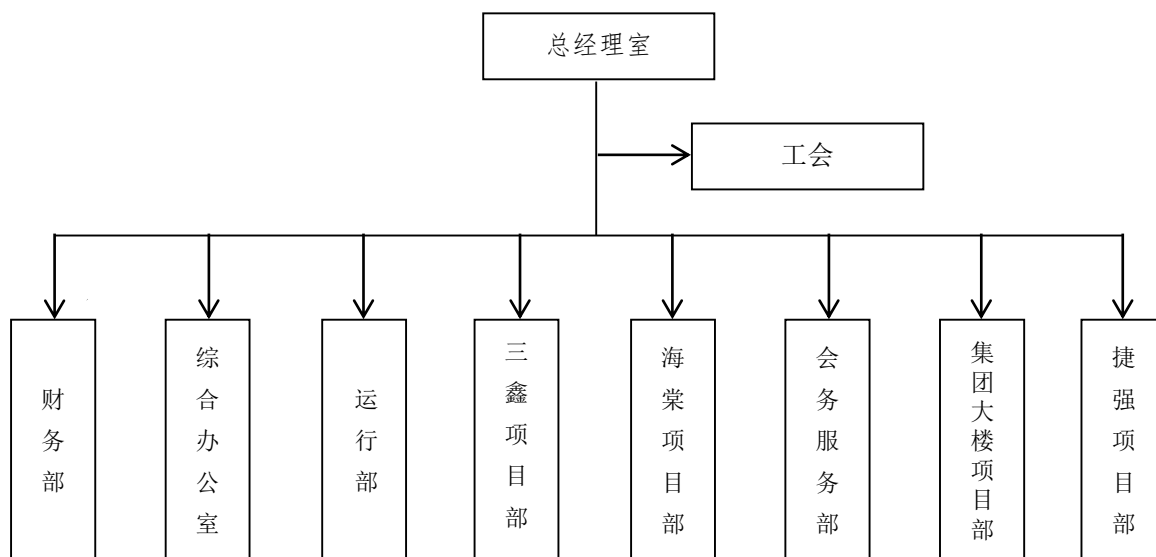 总经理室
工会
财务部
综合办公室
运行部
三鑫项目部
海棠项目部
会务服务部
集团大楼项目部
捷强项目部